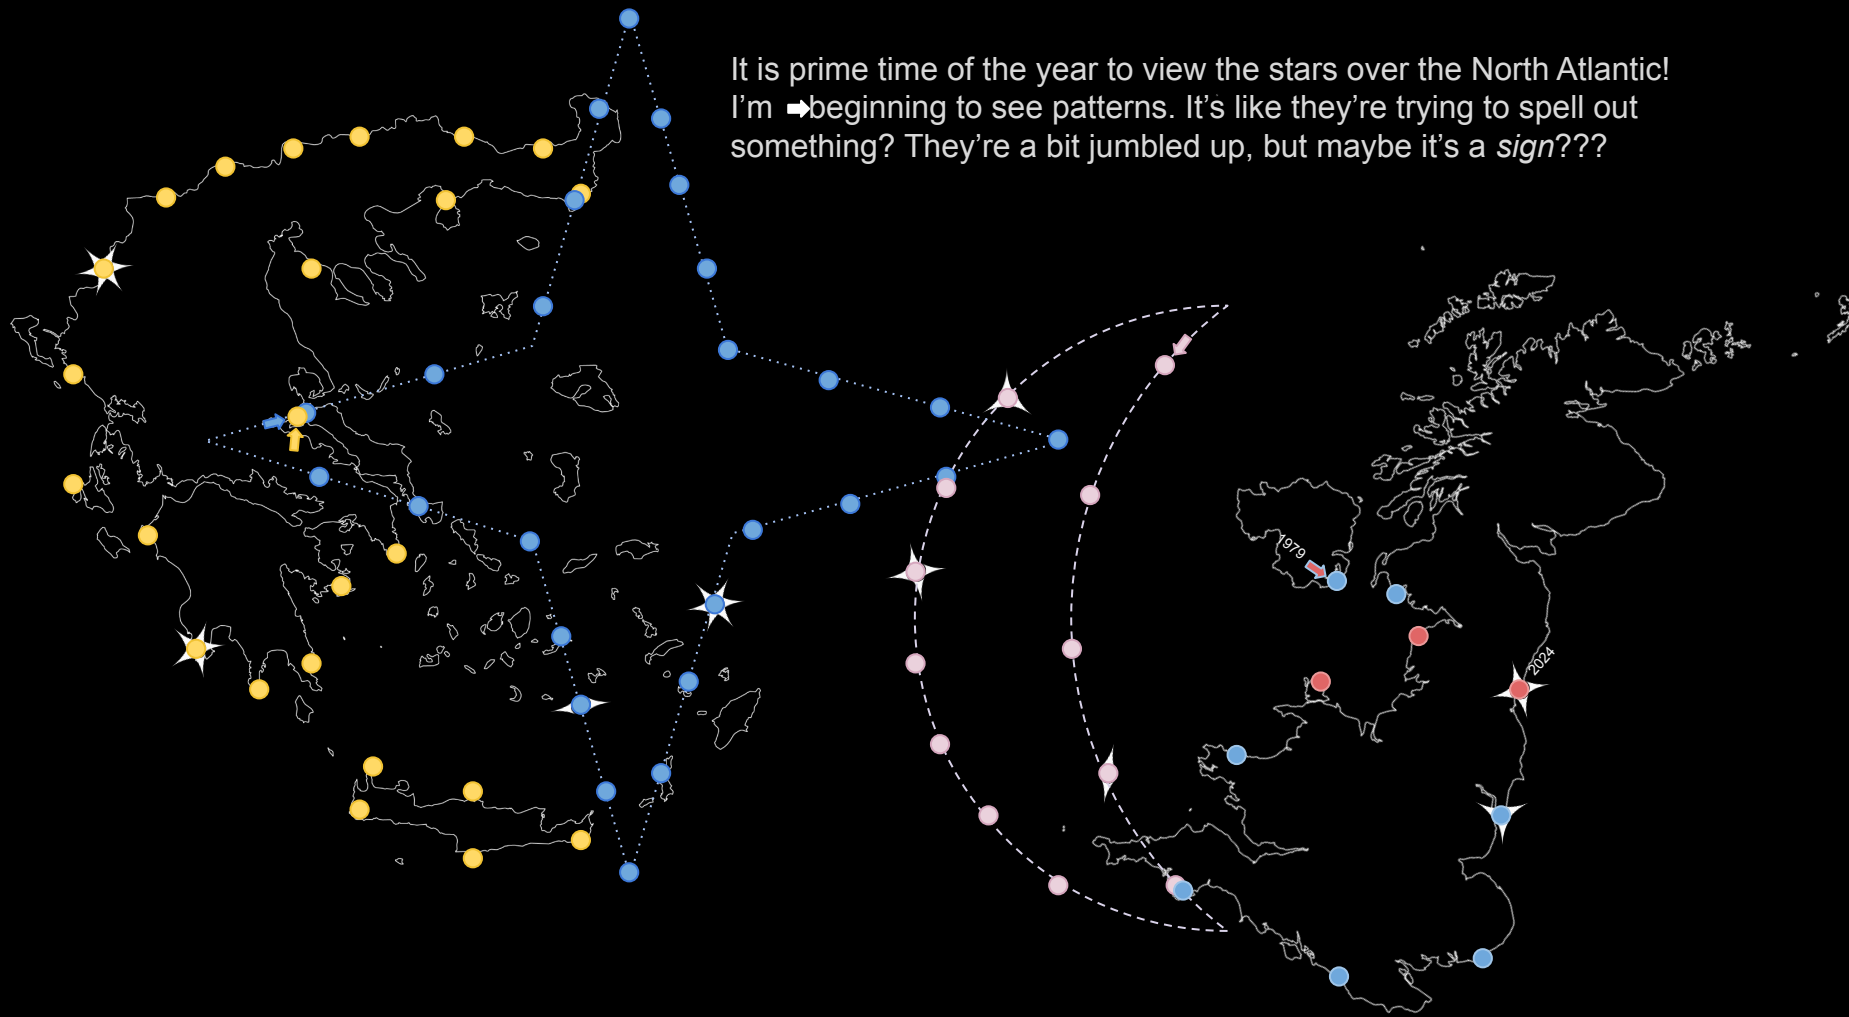 It is prime time of the year to view the stars over the North Atlantic!
I'm beginning to see patterns. It's like they're trying to spell out
something? They're a bit jumbled up, but maybe it's a sign???
1979
2024